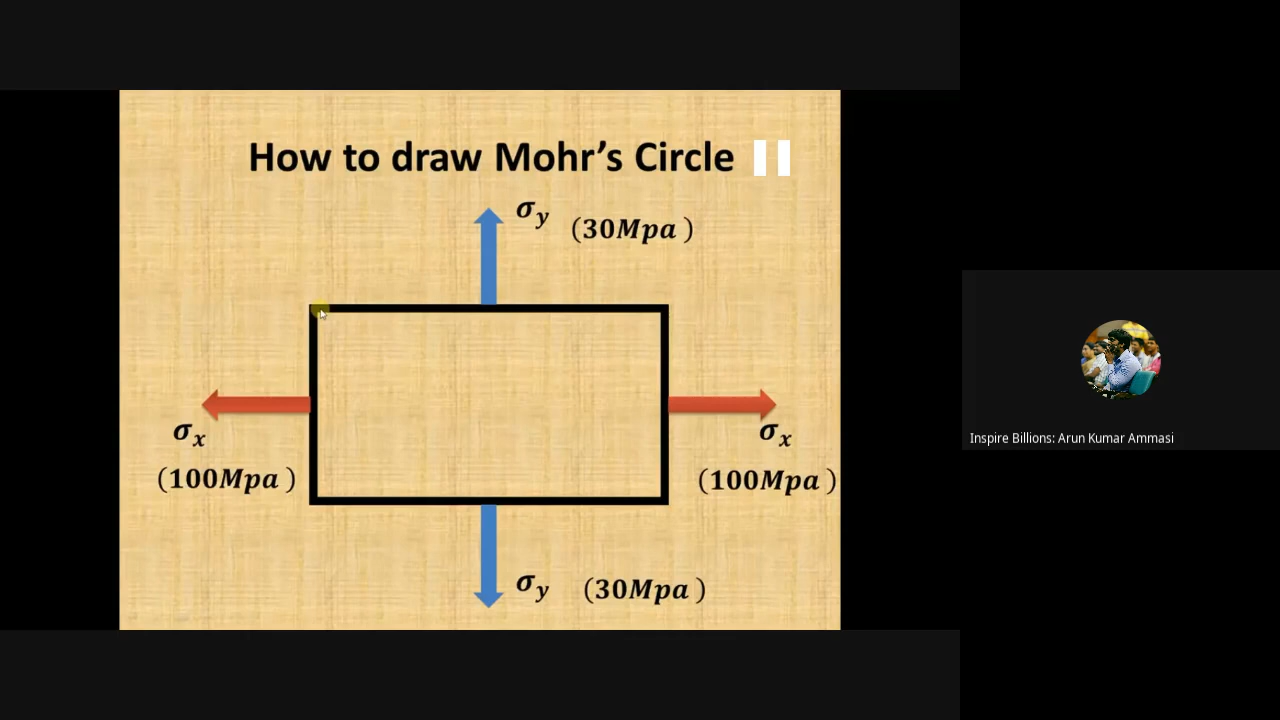 How to draw Mohr’s Circle
σy (30Mpa )
σx
(100Mpa )
σx
(100Mpa )
σy (30Mpa )
Inspire Billions: Arun Kumar Ammasi